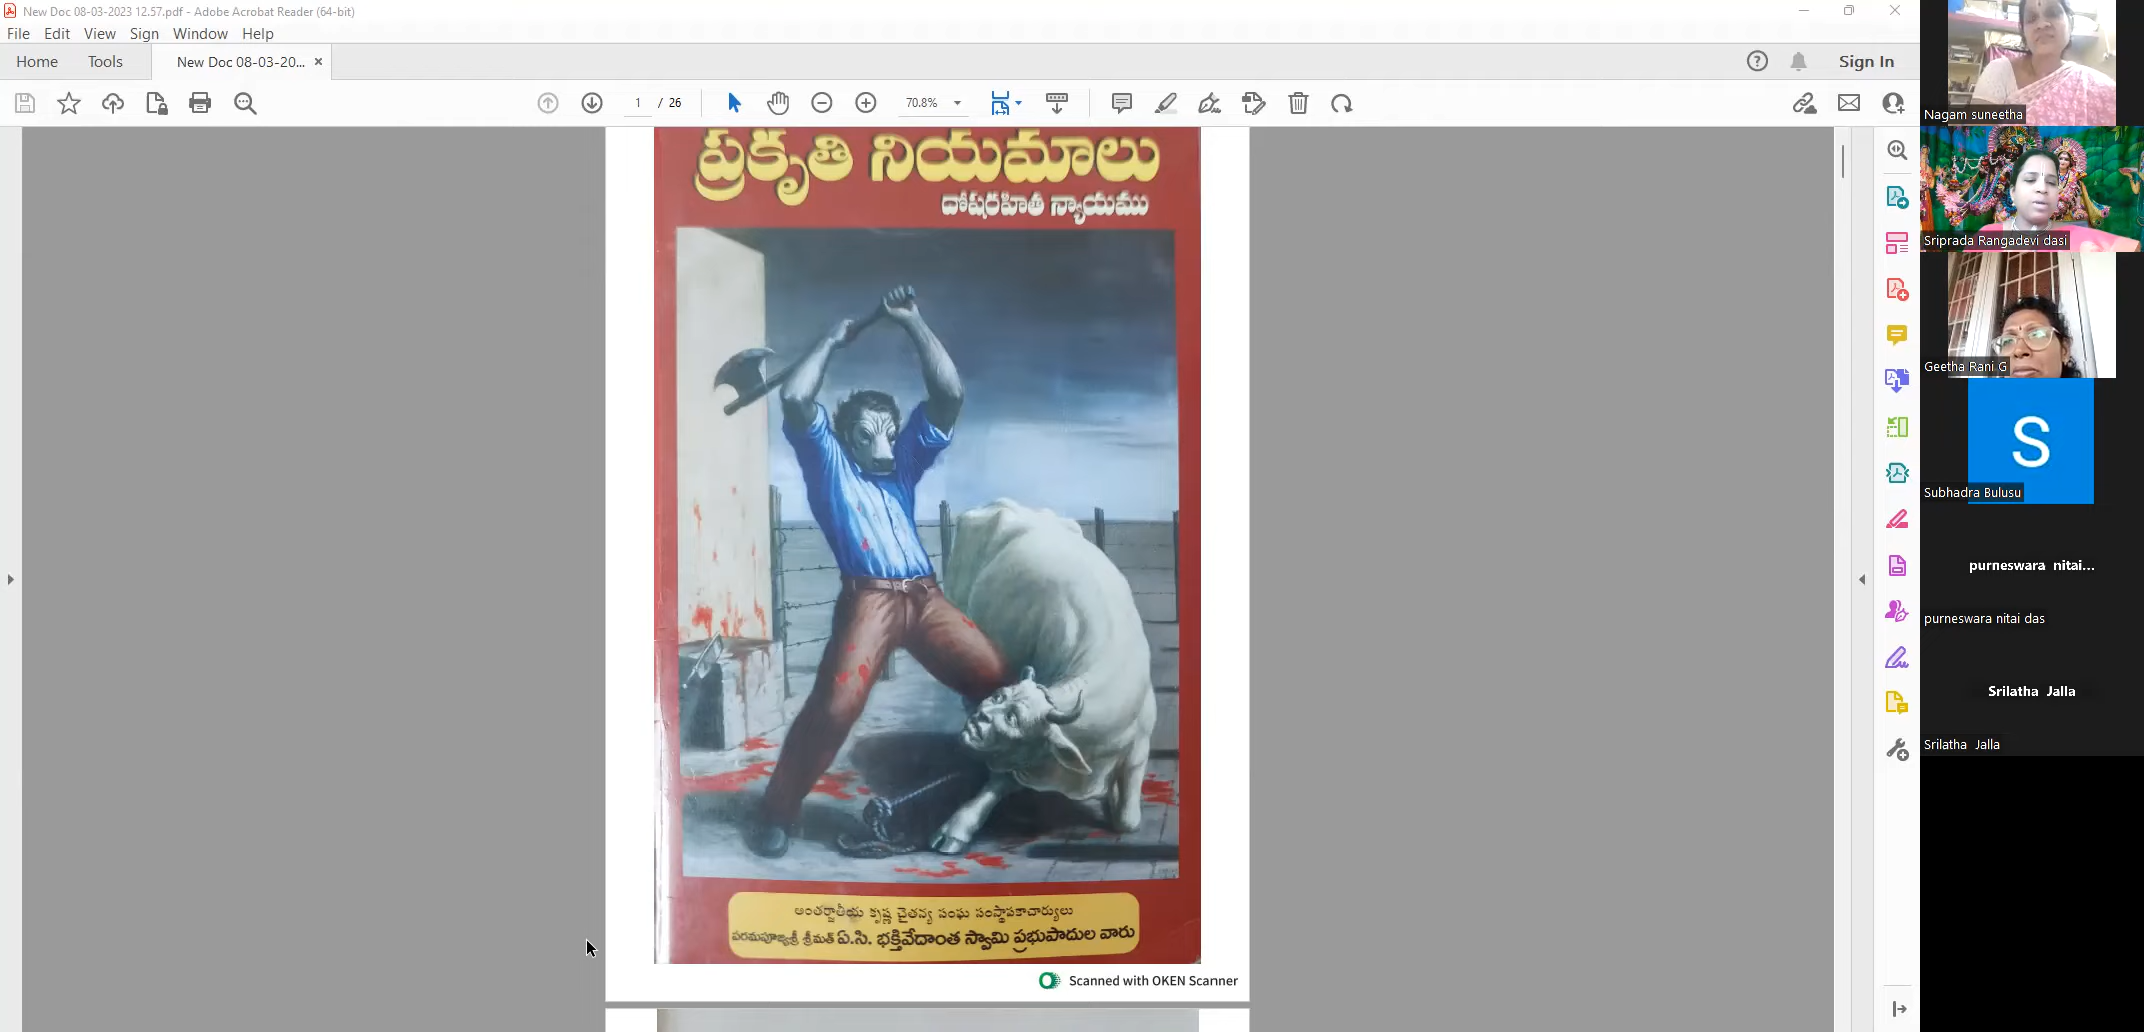 New Doc 08-03-2023 12.57.pdf - Adobe Acrobat Reader (64-bit)
File Edit View Sign Window Help
Home Tools New Doc 08-03-20... ×
Sign In
1 / 26
70.8%
ప్రకృతి నియమాలు
దోషరహిత న్యాయము
అంతర్జాతీయ కృష్ణ చైతన్య సంఘ సంస్థాపకాచార్యులు
పరమపూజ్యశ్రీ శ్రీమత్ ఏ.సి. భక్తివేదాంత స్వామి ప్రభుపాదుల వారు
Scanned with OKEN Scanner
Nagam suneetha
Sriprada Rangadevi dasi
Geetha Rani G
S
Subhadra Bulusu
purneswara nitai...
purneswara nitai das
Srilatha Jalla
Srilatha Jalla